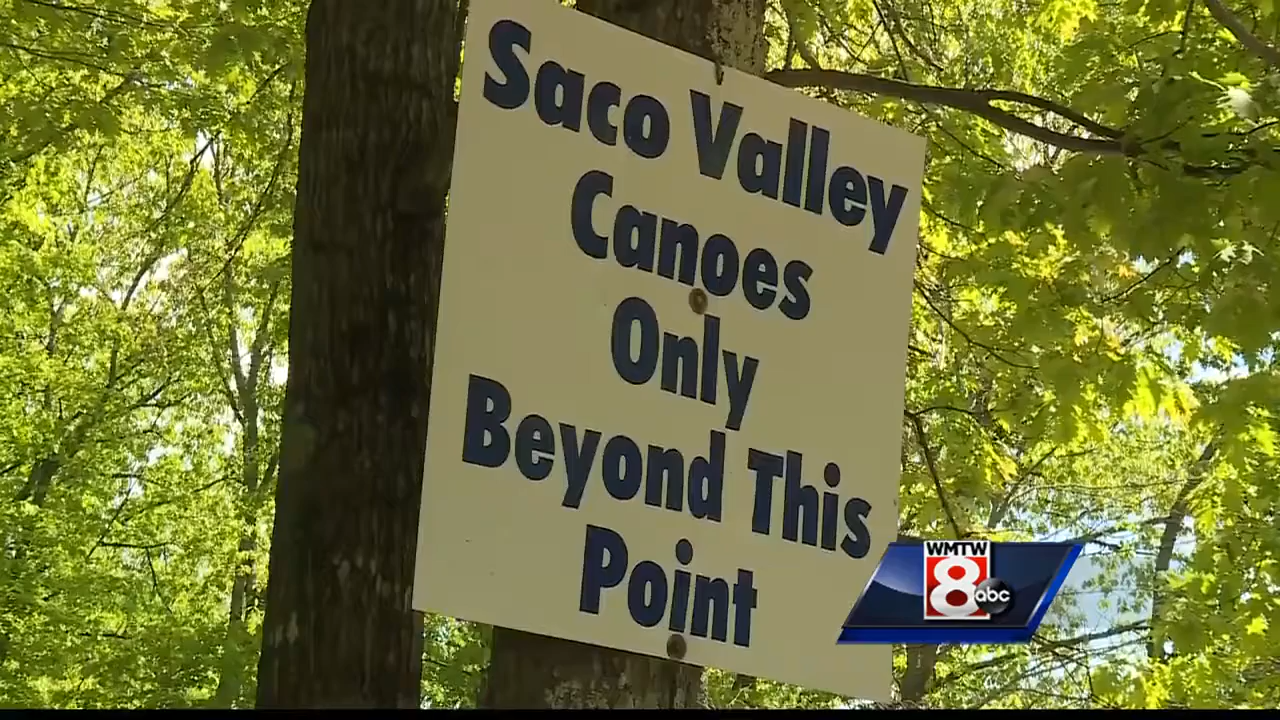 Saco Valley
Canoes
Only
Beyond This
Point
WMTW
8 abc